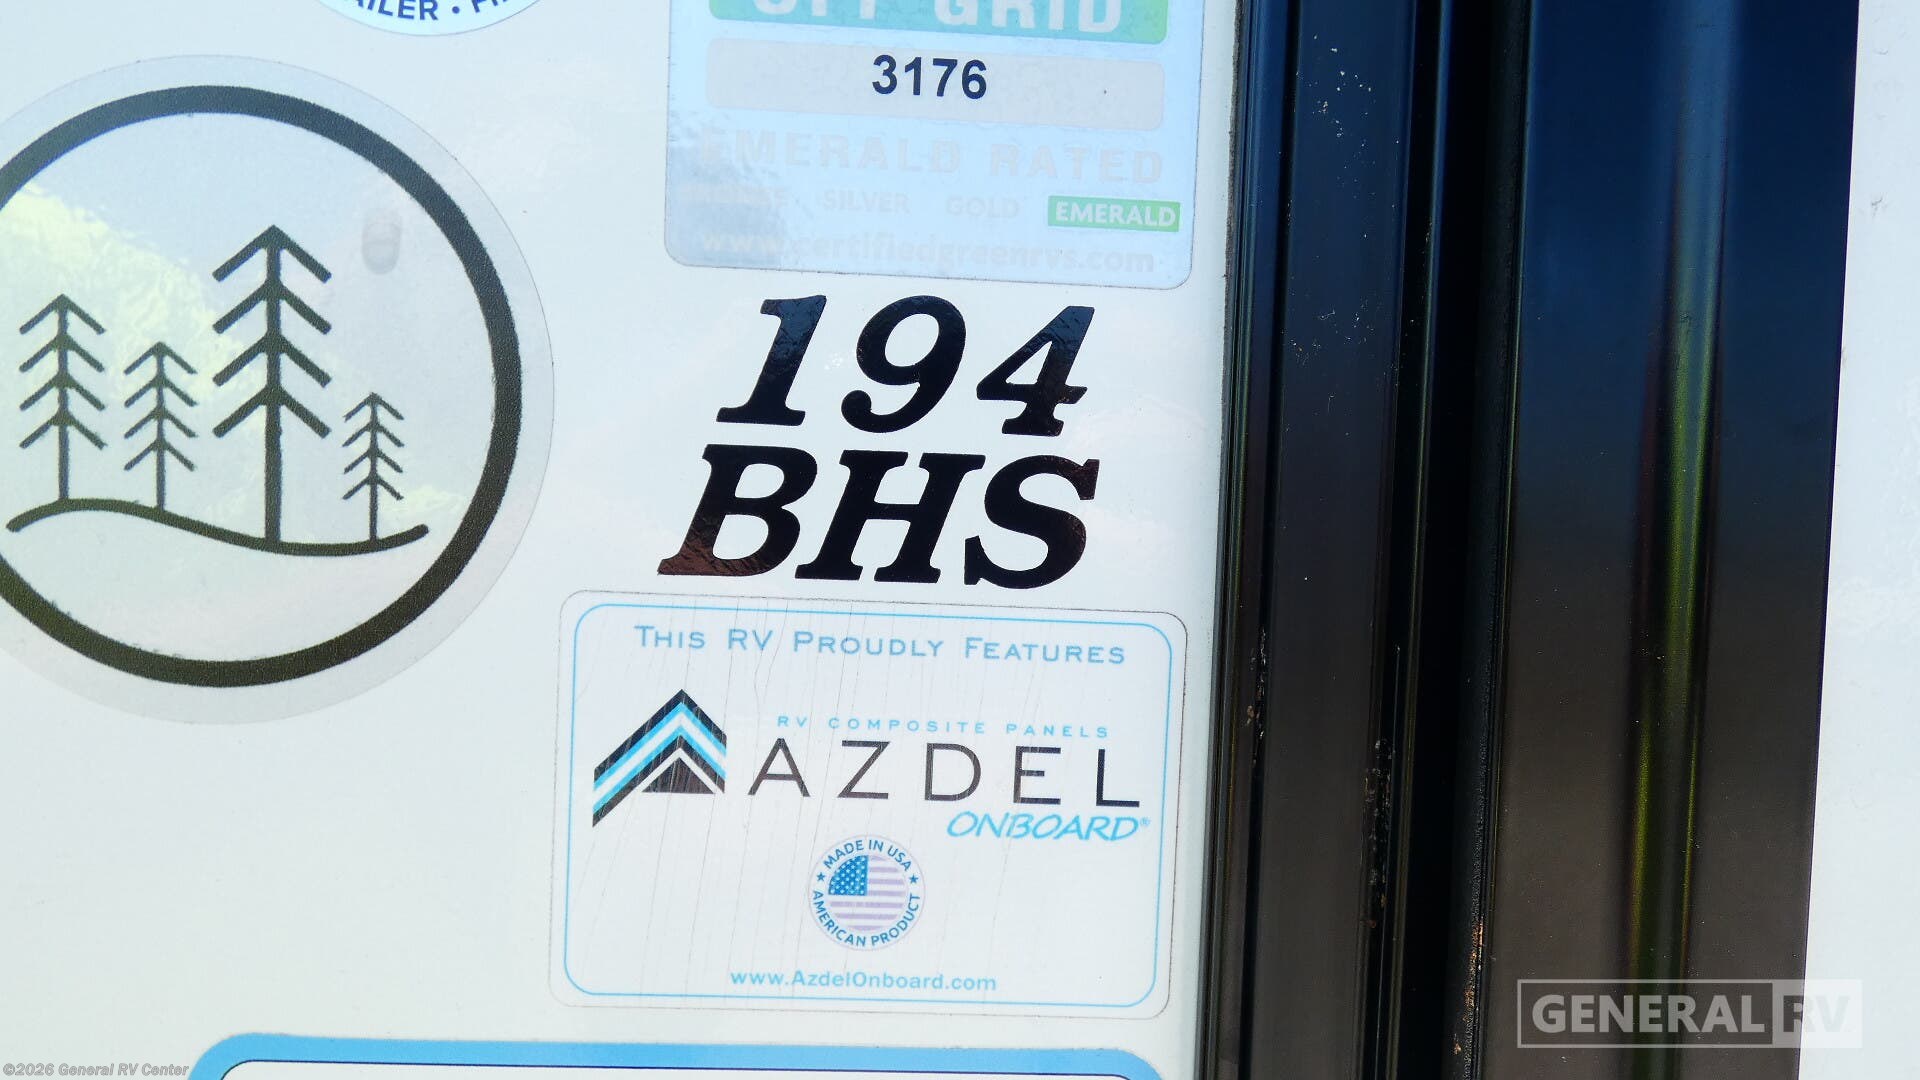 OFF GRID
3176
EMERALD RATED
SILVER GOLD EMERALD
www.certifiedgreenrvs.com
194
BHS
THIS RV PROUDLY FEATURES
RV COMPOSITE PANELS
AZDEL
ONBOARD®
MADE IN USA
AMERICAN PRODUCT
www.AzdelOnboard.com
GENERAL RV
©2026 General RV Center